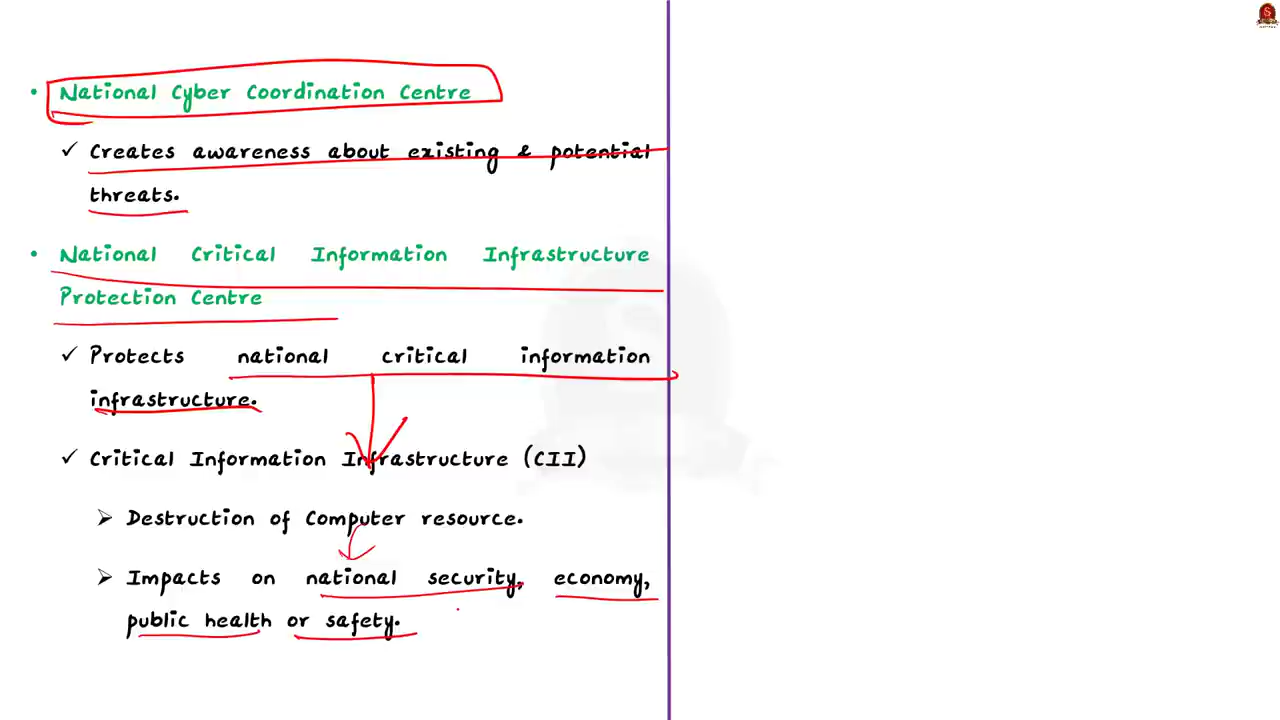 • National Cyber Coordination Centre
✓ Creates awareness about existing & potential
threats.
• National Critical Information Infrastructure
Protection Centre
✓ Protects national critical information
infrastructure.
✓ Critical Information Infrastructure (CII)
➢ Destruction of Computer resource.
➢ Impacts on national security, economy,
public health or safety.